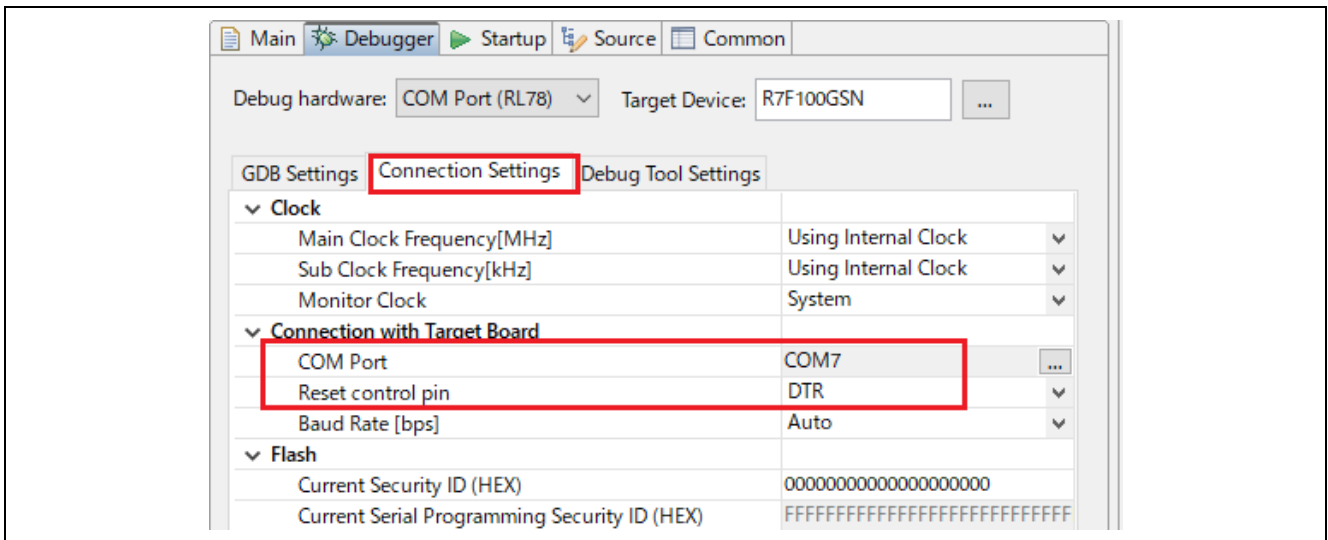 Main Debugger Startup Source Common
Debug hardware: COM Port (RL78) Target Device: R7F100GSN ...
GDB Settings Connection Settings Debug Tool Settings
Clock
Main Clock Frequency[MHz] Using Internal Clock
Sub Clock Frequency[kHz] Using Internal Clock
Monitor Clock System
Connection with Target Board
COM Port COM7 ...
Reset control pin DTR
Baud Rate [bps] Auto
Flash
Current Security ID (HEX) 00000000000000000000
Current Serial Programming Security ID (HEX) FFFFFFFFFFFFFFFFFFFFFFFFFFFF